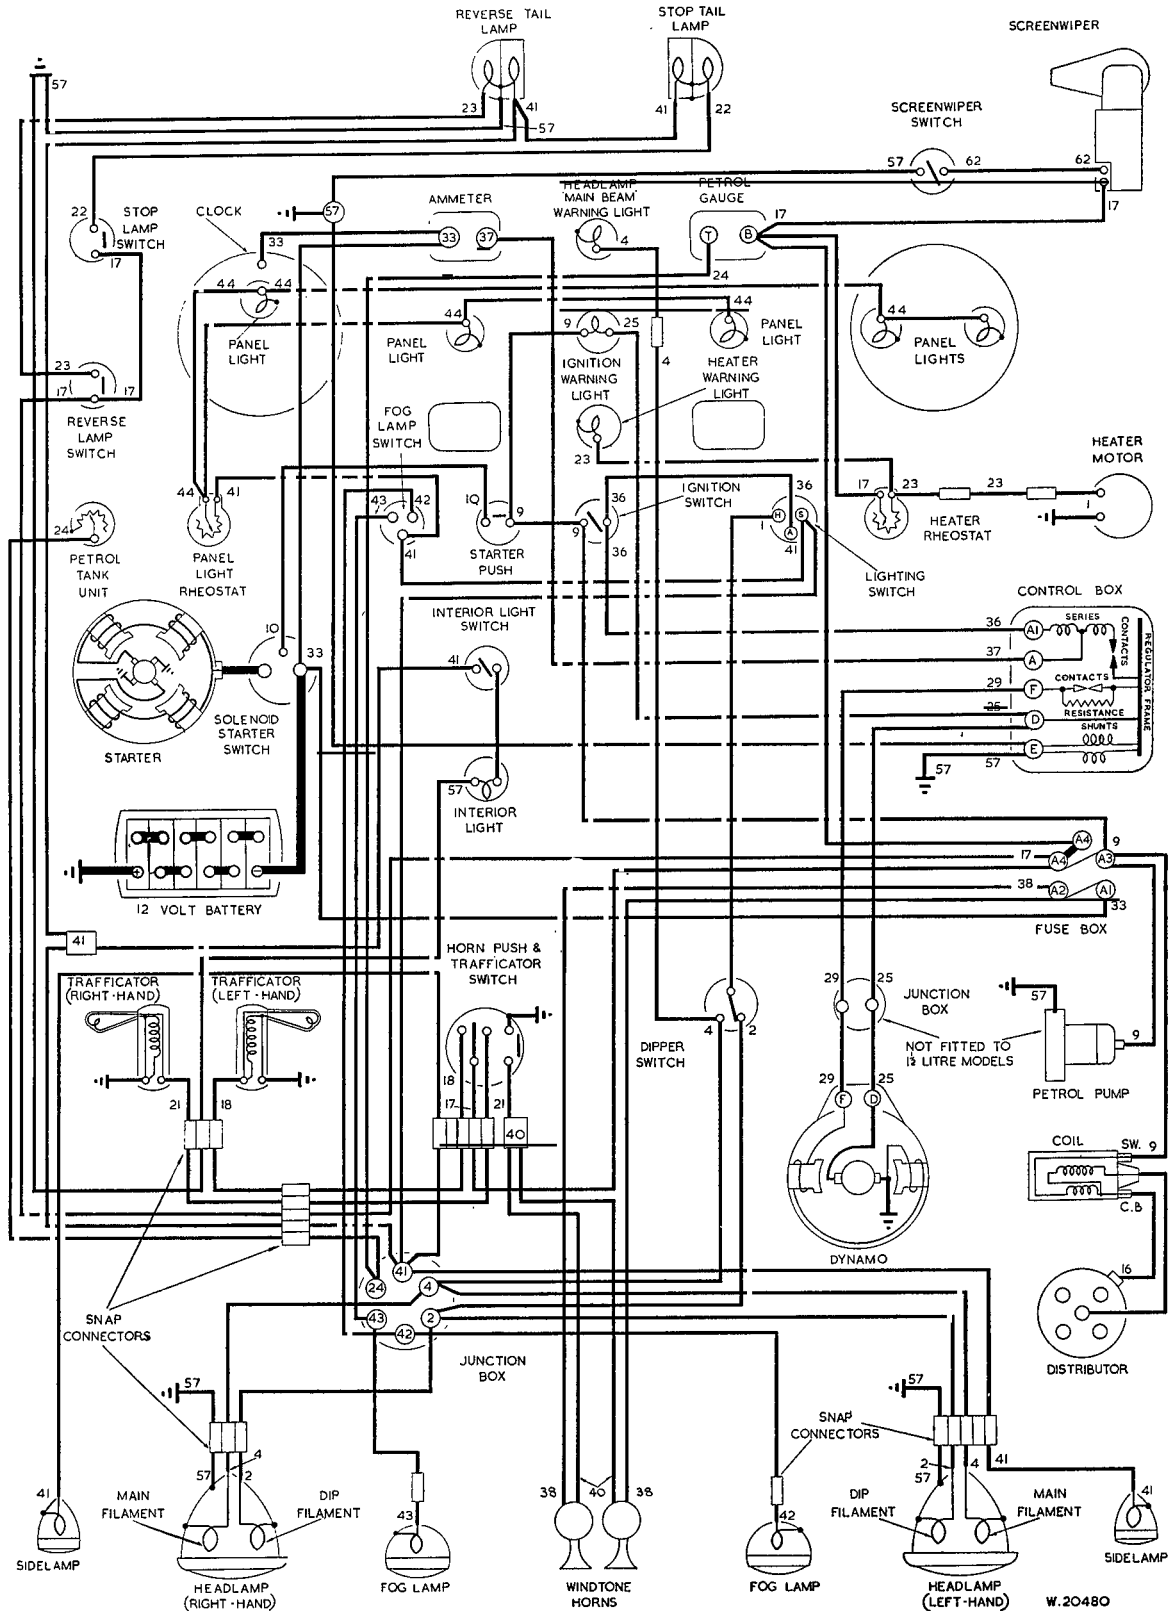 REVERSE TAIL
LAMP
STOP TAIL
LAMP
SCREENWIPER
57
23
41
57
41
22
SCREENWIPER
SWITCH
57
62
62
17
22
STOP
LAMP
SWITCH
17
CLOCK
33
57
AMMETER
33
37
HEADLAMP
MAIN BEAM
WARNING LIGHT
4
PETROL
GAUGE
T
B
17
24
44
44
PANEL
LIGHT
44
PANEL
LIGHT
9
25
IGNITION
WARNING
LIGHT
4
44
PANEL
LIGHT
HEATER
WARNING
LIGHT
44
PANEL
LIGHTS
23
17
17
REVERSE
LAMP
SWITCH
FOG
LAMP
SWITCH
23
HEATER
MOTOR
44
41
43
42
41
10
9
STARTER
PUSH
36
9
36
IGNITION
SWITCH
36
H
S
A
1
41
LIGHTING
SWITCH
17
23
23
1
HEATER
RHEOSTAT
24
PETROL
TANK
UNIT
PANEL
LIGHT
RHEOSTAT
INTERIOR LIGHT
SWITCH
41
CONTROL BOX
36
A1
SERIES
CONTACTS
37
A
29
F
CONTACTS
RESISTANCE
25
D
SHUNTS
57
E
57
REGULATOR FRAME
10
33
SOLENOID
STARTER
SWITCH
STARTER
57
INTERIOR
LIGHT
12 VOLT BATTERY
17
A4
A4
A3
9
38
A2
A1
33
FUSE BOX
41
TRAFFICATOR
(RIGHT-HAND)
TRAFFICATOR
(LEFT-HAND)
HORN PUSH &
TRAFFICATOR
SWITCH
21
18
18
17
21
40
4
2
DIPPER
SWITCH
29
25
JUNCTION
BOX
NOT FITTED TO
1½ LITRE MODELS
57
9
PETROL PUMP
29
25
F
D
DYNAMO
COIL
SW.
9
C.B
16
DISTRIBUTOR
SNAP
CONNECTORS
24
41
4
43
42
2
JUNCTION
BOX
57
57
SNAP
CONNECTORS
57
4
2
MAIN
FILAMENT
DIP
FILAMENT
41
SIDELAMP
HEADLAMP
(RIGHT-HAND)
43
FOG LAMP
38
40
38
WINDTONE
HORNS
42
FOG LAMP
2
57
4
41
DIP
FILAMENT
MAIN
FILAMENT
HEADLAMP
(LEFT-HAND)
41
SIDELAMP
W.20480